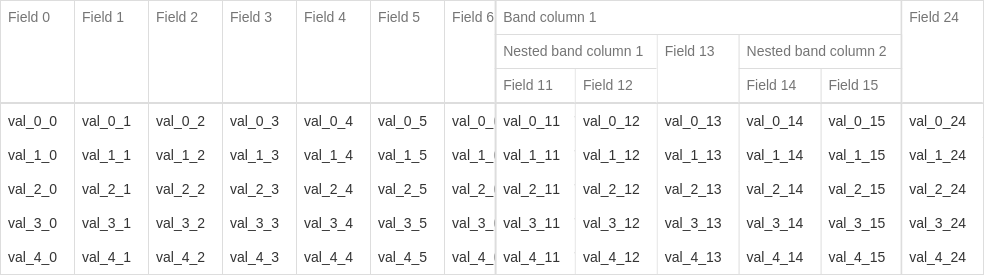 Field 0 Field 1 Field 2 Field 3 Field 4 Field 5 Field 6 Band column 1 Field 24
Nested band column 1 Field 13 Nested band column 2
Field 11 Field 12 Field 14 Field 15
val_0_0 val_0_1 val_0_2 val_0_3 val_0_4 val_0_5 val_0_ val_0_11 val_0_12 val_0_13 val_0_14 val_0_15 val_0_24
val_1_0 val_1_1 val_1_2 val_1_3 val_1_4 val_1_5 val_1_ val_1_11 val_1_12 val_1_13 val_1_14 val_1_15 val_1_24
val_2_0 val_2_1 val_2_2 val_2_3 val_2_4 val_2_5 val_2_ val_2_11 val_2_12 val_2_13 val_2_14 val_2_15 val_2_24
val_3_0 val_3_1 val_3_2 val_3_3 val_3_4 val_3_5 val_3_ val_3_11 val_3_12 val_3_13 val_3_14 val_3_15 val_3_24
val_4_0 val_4_1 val_4_2 val_4_3 val_4_4 val_4_5 val_4_ val_4_11 val_4_12 val_4_13 val_4_14 val_4_15 val_4_24